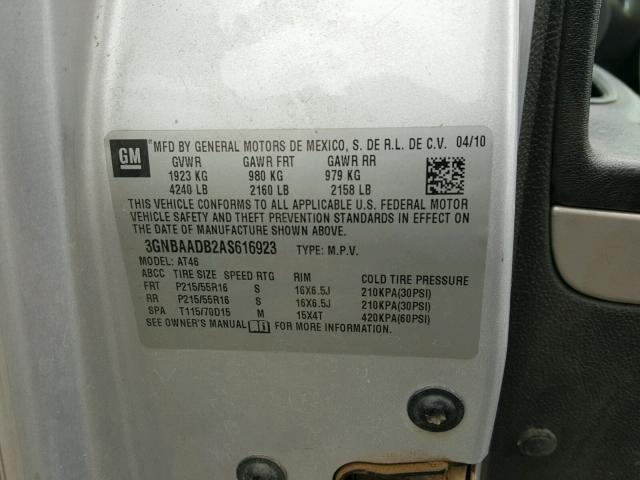 GM
MFD BY GENERAL MOTORS DE MEXICO, S. DE R.L. DE C.V. 04/10
GVWR GAWR FRT GAWR RR
1923 KG 980 KG 979 KG
4240 LB 2160 LB 2158 LB
THIS VEHICLE CONFORMS TO ALL APPLICABLE U.S. FEDERAL MOTOR
VEHICLE SAFETY AND THEFT PREVENTION STANDARDS IN EFFECT ON
THE DATE OF MANUFACTURE SHOWN ABOVE.
3GNBAADB2AS616923 TYPE: M.P.V.
MODEL: AT46
ABCC TIRE SIZE SPEED RTG RIM COLD TIRE PRESSURE
FRT P215/55R16 S 16X6.5J 210KPA(30PSI)
RR P215/55R16 S 16X6.5J 210KPA(30PSI)
SPA T115/70D15 M 15X4T 420KPA(60PSI)
SEE OWNER'S MANUAL FOR MORE INFORMATION.